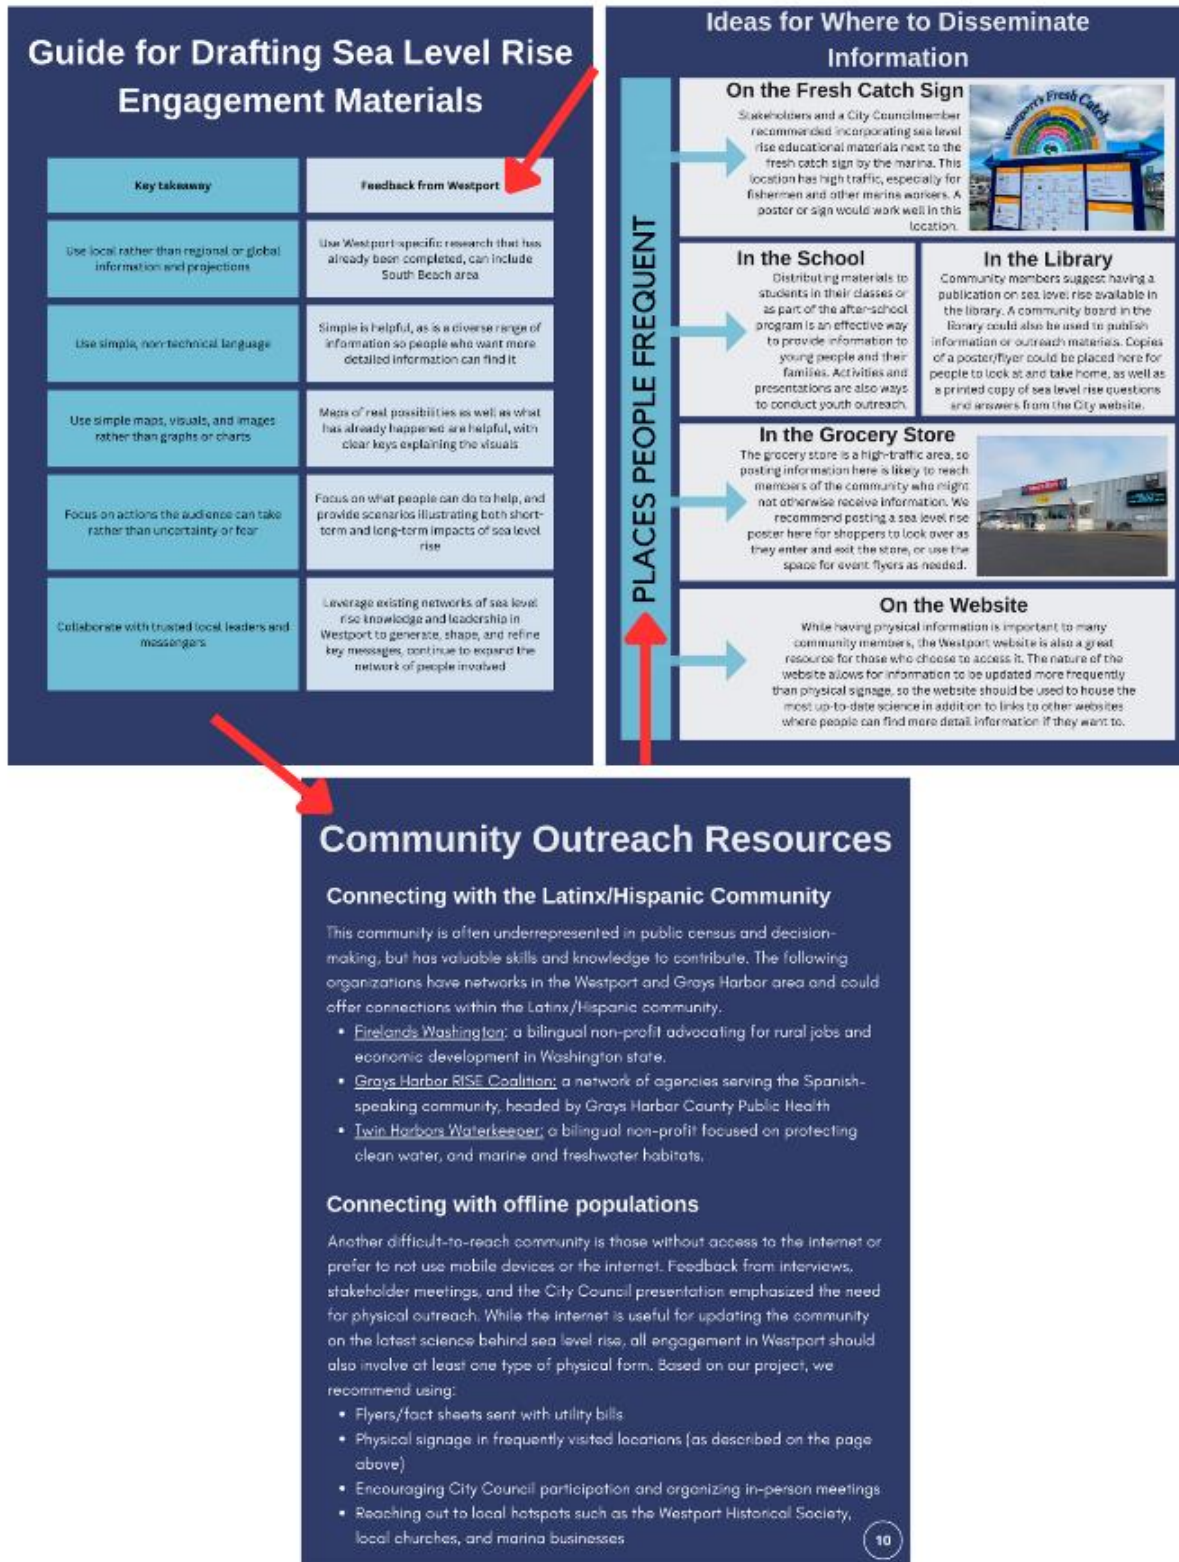 Guide for Drafting Sea Level Rise
Engagement Materials
Key takeaway
Feedback from Westport
Use local rather than regional or global
information and projections
Use Westport-specific research that has
already been completed, can include
South Beach area
Use simple, non-technical language
Simple is helpful, as is a diverse range of
information so people who want more
detailed information can find it
Use simple maps, visuals, and images
rather than graphs or charts
Maps of real possibilities as well as what
has already happened are helpful, with
clear keys explaining the visuals
Focus on actions the audience can take
rather than uncertainty or fear
Focus on what people can do to help, and
provide scenarios illustrating both short-
term and long-term impacts of sea level
rise
Collaborate with trusted local leaders and
messengers
Leverage existing networks of sea level
rise knowledge and leadership in
Westport to generate, shape, and refine
key messages, continue to expand the
network of people involved
Ideas for Where to Disseminate
Information
PLACES PEOPLE FREQUENT
On the Fresh Catch Sign
Stakeholders and a City Councilmember
recommended incorporating sea level
rise educational materials next to the
fresh catch sign by the marina. This
location has high traffic, especially for
fishermen and other marina workers. A
poster or sign would work well in this
location.
Westport's Fresh Catch
In the School
Distributing materials to
students in their classes or
as part of the after-school
program is an effective way
to provide information to
young people and their
families. Activities and
presentations are also ways
to conduct youth outreach.
In the Library
Community members suggest having a
publication on sea level rise available in
the library. A community board in the
library could also be used to publish
information or outreach materials. Copies
of a poster/flyer could be placed here for
people to look at and take home, as well as
a printed copy of sea level rise questions
and answers from the City website.
In the Grocery Store
The grocery store is a high-traffic area, so
posting information here is likely to reach
members of the community who might
not otherwise receive information. We
recommend posting a sea level rise
poster here for shoppers to look over as
they enter and exit the store, or use the
space for event flyers as needed.
On the Website
While having physical information is important to many
community members, the Westport website is also a great
resource for those who choose to access it. The nature of the
website allows for information to be updated more frequently
than physical signage, so the website should be used to house the
most up-to-date science in addition to links to other websites
where people can find more detail information if they want to.
Community Outreach Resources
Connecting with the Latinx/Hispanic Community
This community is often underrepresented in public census and decision-
making, but has valuable skills and knowledge to contribute. The following
organizations have networks in the Westport and Grays Harbor area and could
offer connections within the Latinx/Hispanic community.
• Firelands Washington: a bilingual non-profit advocating for rural jobs and
economic development in Washington state.
• Grays Harbor RISE Coalition: a network of agencies serving the Spanish-
speaking community, headed by Grays Harbor County Public Health
• Twin Harbors Waterkeeper: a bilingual non-profit focused on protecting
clean water, and marine and freshwater habitats.
Connecting with offline populations
Another difficult-to-reach community is those without access to the internet or
prefer to not use mobile devices or the internet. Feedback from interviews,
stakeholder meetings, and the City Council presentation emphasized the need
for physical outreach. While the internet is useful for updating the community
on the latest science behind sea level rise, all engagement in Westport should
also involve at least one type of physical form. Based on our project, we
recommend using:
• Flyers/fact sheets sent with utility bills
• Physical signage in frequently visited locations (as described on the page
above)
• Encouraging City Council participation and organizing in-person meetings
• Reaching out to local hotspots such as the Westport Historical Society,
local churches, and marina businesses
10